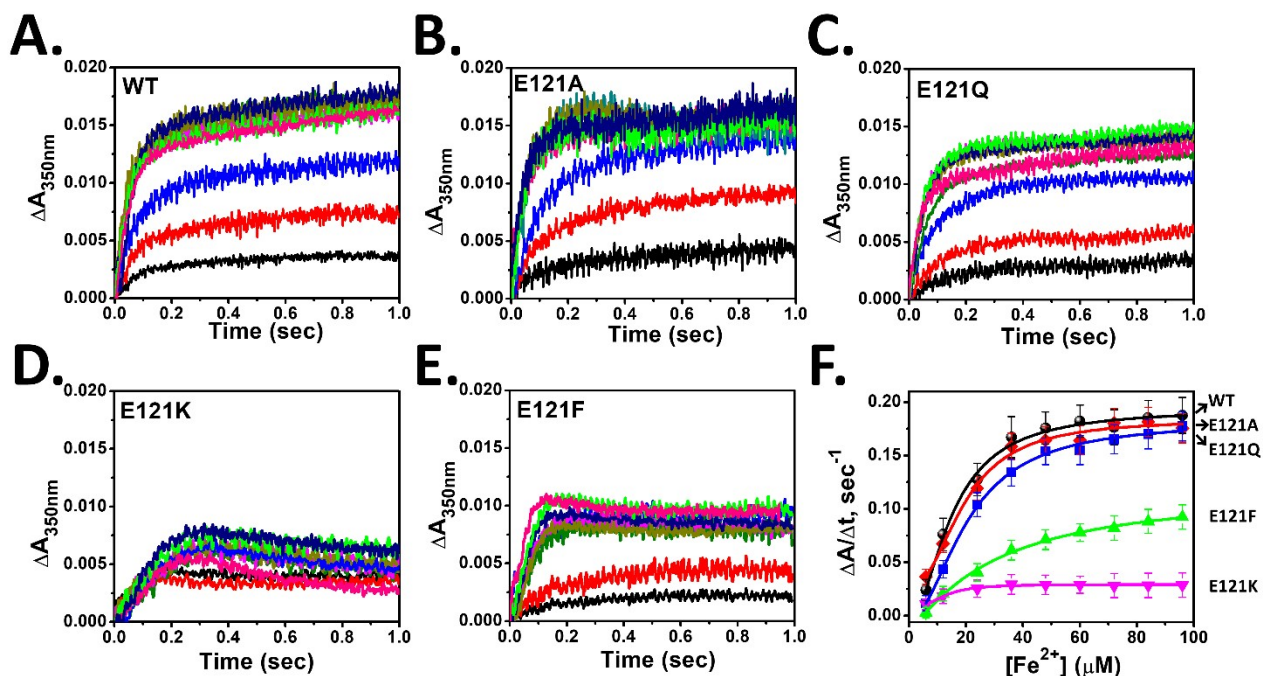 A.
WT
ΔA350nm
0.020
0.015
0.010
0.005
0.000
0.0 0.2 0.4 0.6 0.8 1.0
Time (sec)
B.
E121A
ΔA350nm
0.020
0.015
0.010
0.005
0.000
0.0 0.2 0.4 0.6 0.8 1.0
Time (sec)
C.
E121Q
ΔA350nm
0.020
0.015
0.010
0.005
0.000
0.0 0.2 0.4 0.6 0.8 1.0
Time (sec)
D.
E121K
ΔA350nm
0.020
0.015
0.010
0.005
0.000
0.0 0.2 0.4 0.6 0.8 1.0
Time (sec)
E.
E121F
ΔA350nm
0.020
0.015
0.010
0.005
0.000
0.0 0.2 0.4 0.6 0.8 1.0
Time (sec)
F.
ΔA/Δt, sec-1
0.20
0.15
0.10
0.05
0.00
0 20 40 60 80 100
[Fe2+] (μM)
WT
E121A
E121Q
E121F
E121K